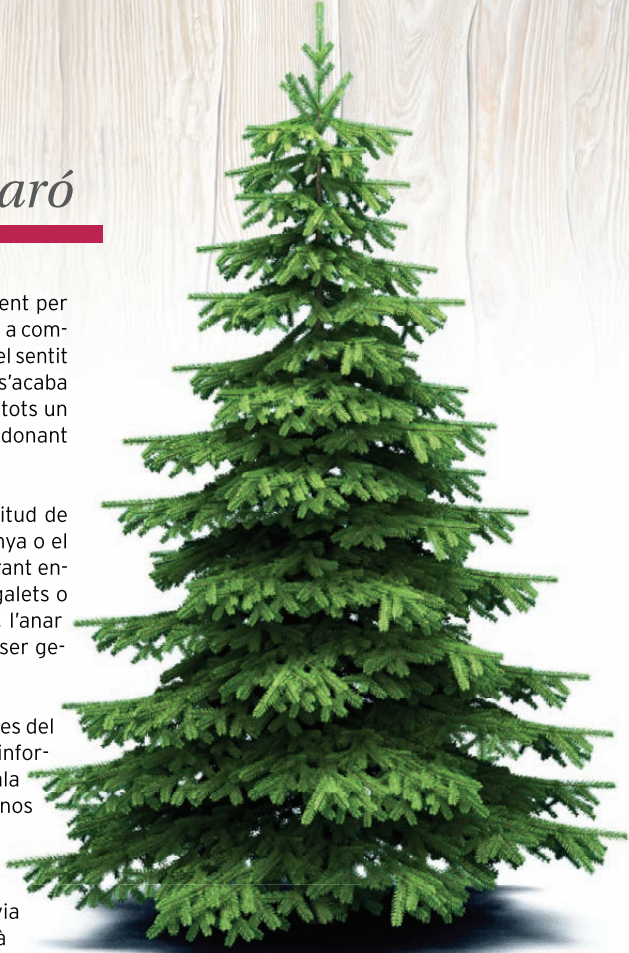 aró
ent per
a com-
el sentit
s'acaba
tots un
donant
itud de
nya o el
rant en-
galets o
l'anar
ser ge-
es del
infor-
ala
nos
via
à